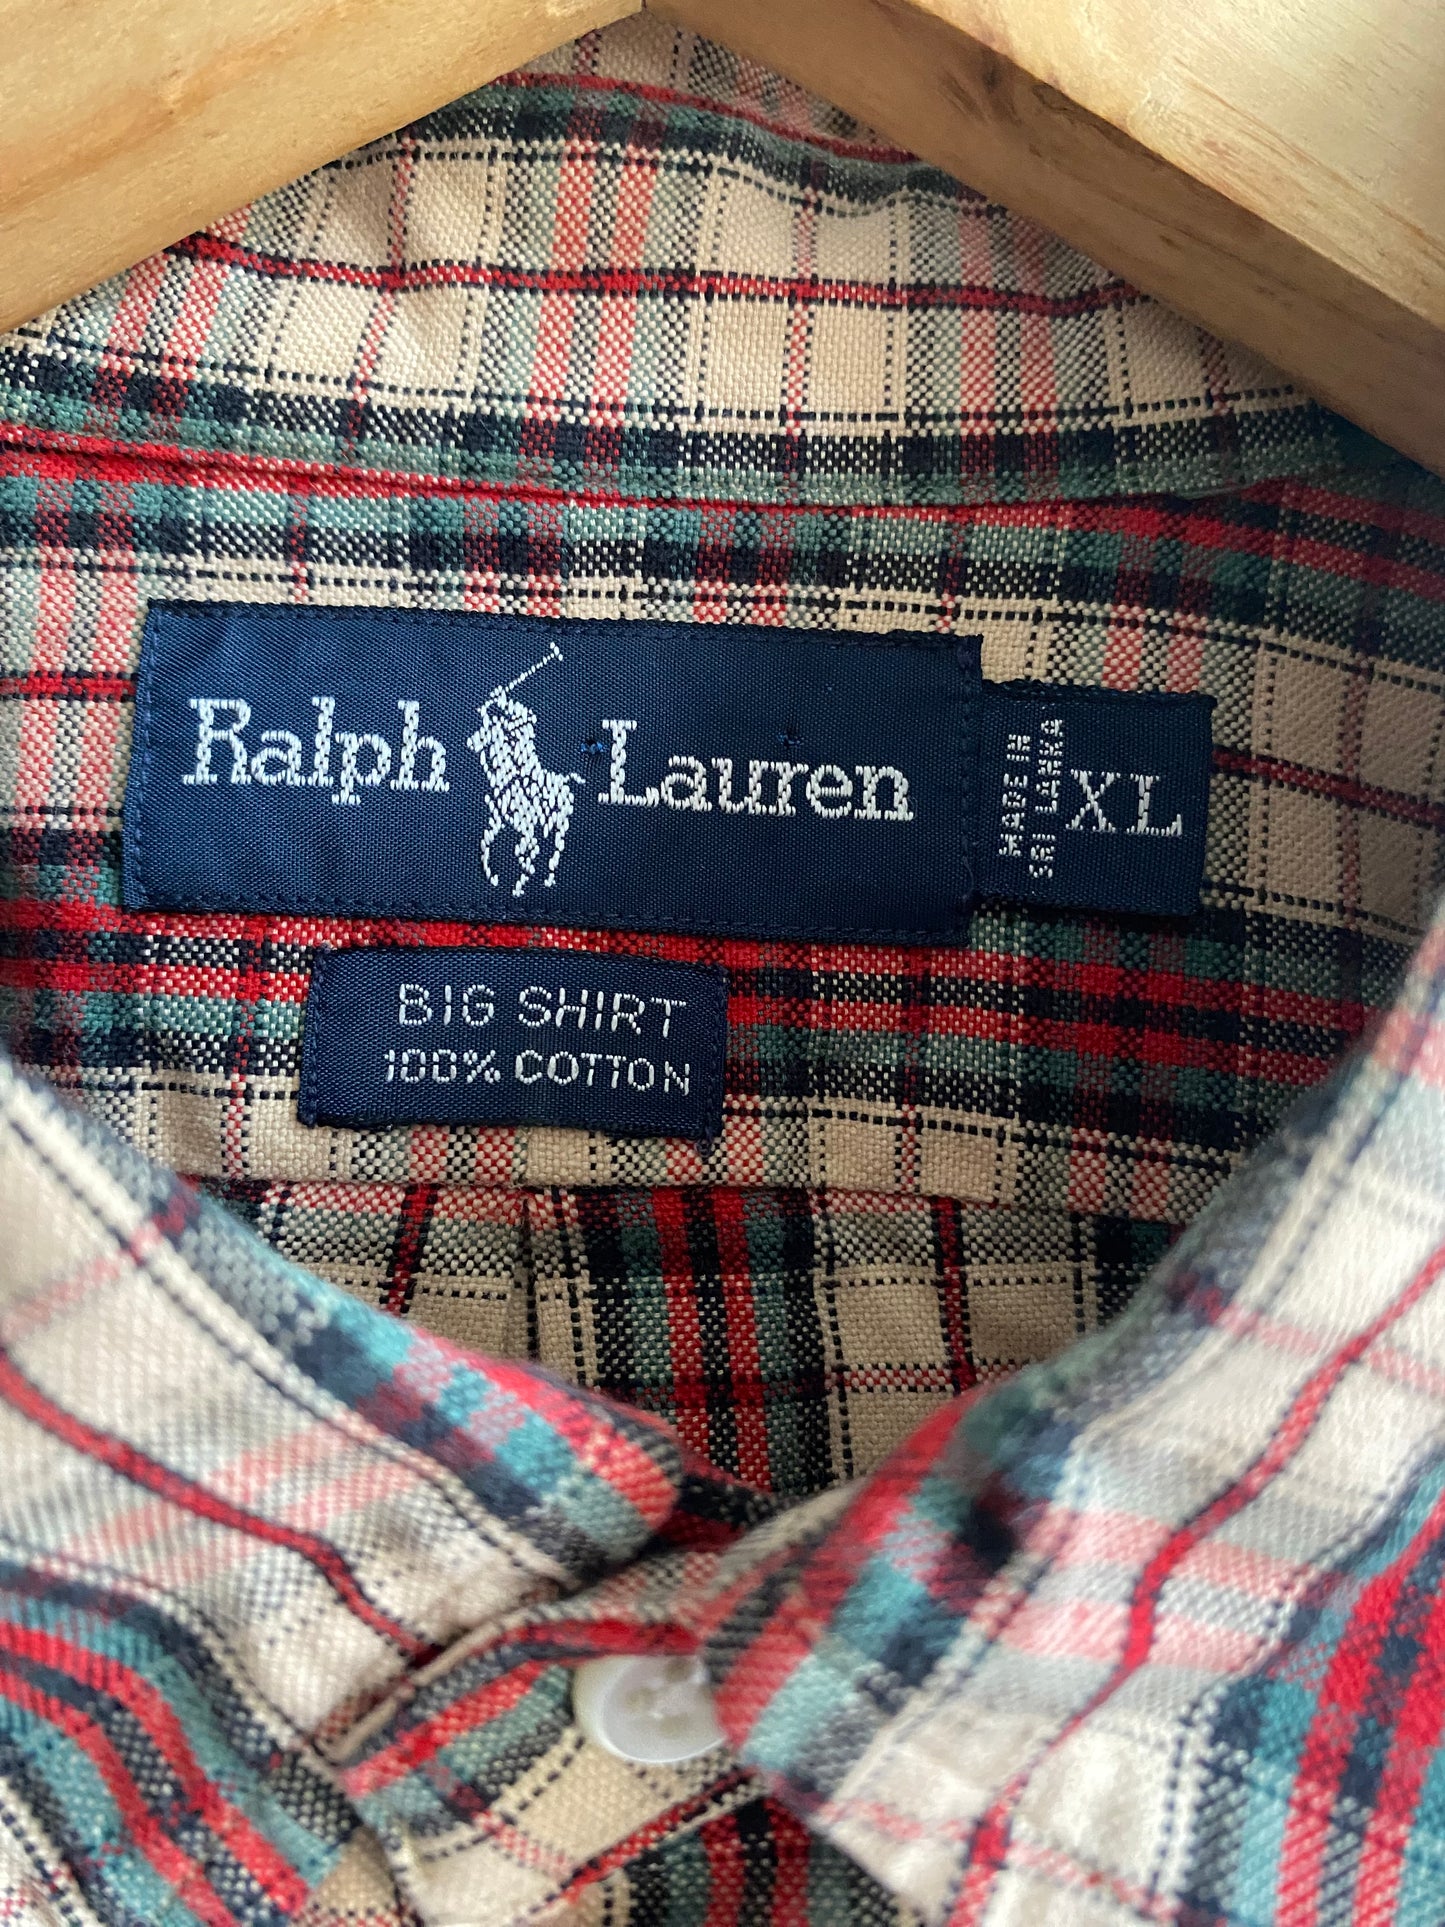 Ralph Lauren
MADE IN
SRI LANKA
XL
BIG SHIRT
100% COTTON